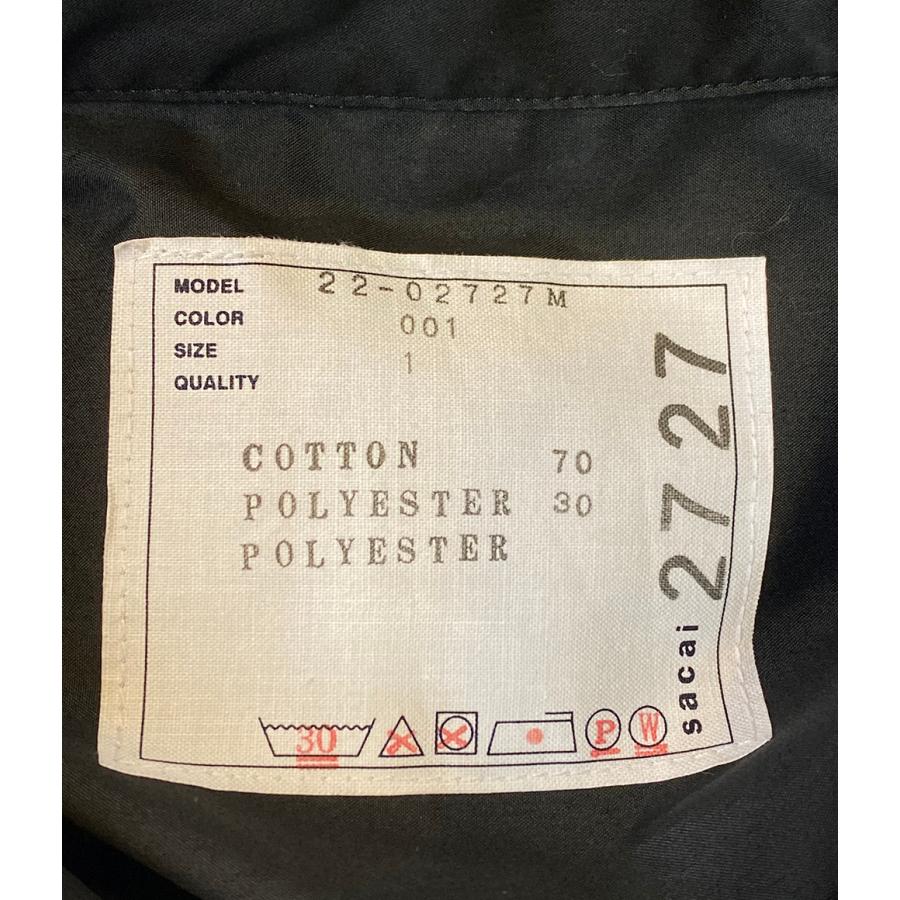 MODEL 22-02727M
COLOR 001
SIZE 1
QUALITY
COTTON 70
POLYESTER 30
POLYESTER
2727
sacai
30
P
W